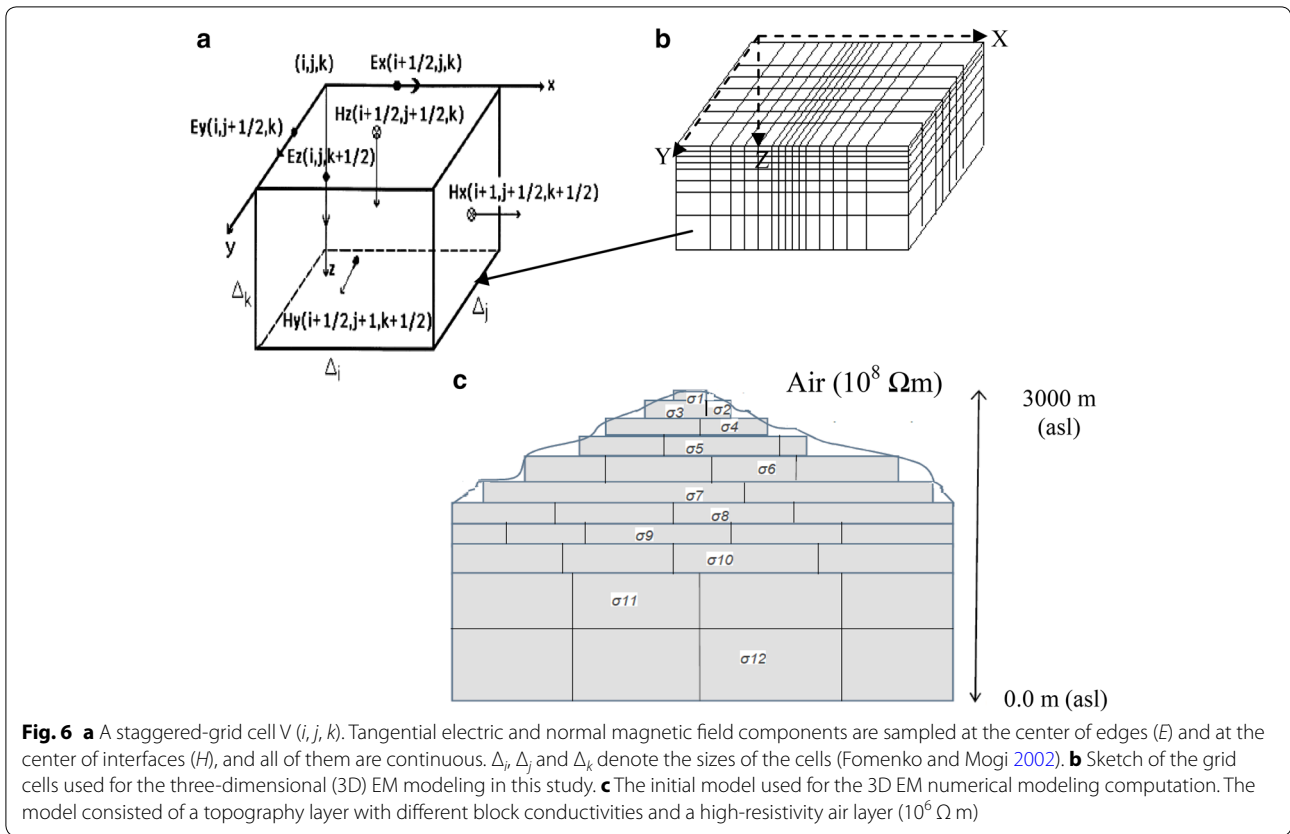 a
(i,j,k)
Ex(i+1/2,j,k)
x
Hz(i+1/2,j+1/2,k)
Ey(i,j+1/2,k)
Ez(i,j,k+1/2)
Hx(i+1,j+1/2,k+1/2)
y
z
Δk
Δj
Hy(i+1/2,j+1,k+1/2)
Δi
b
X
Y
Z
c
Air (10⁸ Ωm)
3000 m
(asl)
σ1
σ3
σ2
σ4
σ5
σ6
σ7
σ8
σ9
σ10
σ11
σ12
0.0 m (asl)
Fig. 6 a A staggered-grid cell V (i, j, k). Tangential electric and normal magnetic field components are sampled at the center of edges (E) and at the
center of interfaces (H), and all of them are continuous. Δi, Δj and Δk denote the sizes of the cells (Fomenko and Mogi 2002). b Sketch of the grid
cells used for the three-dimensional (3D) EM modeling in this study. c The initial model used for the 3D EM numerical modeling computation. The
model consisted of a topography layer with different block conductivities and a high-resistivity air layer (10⁶ Ω m)